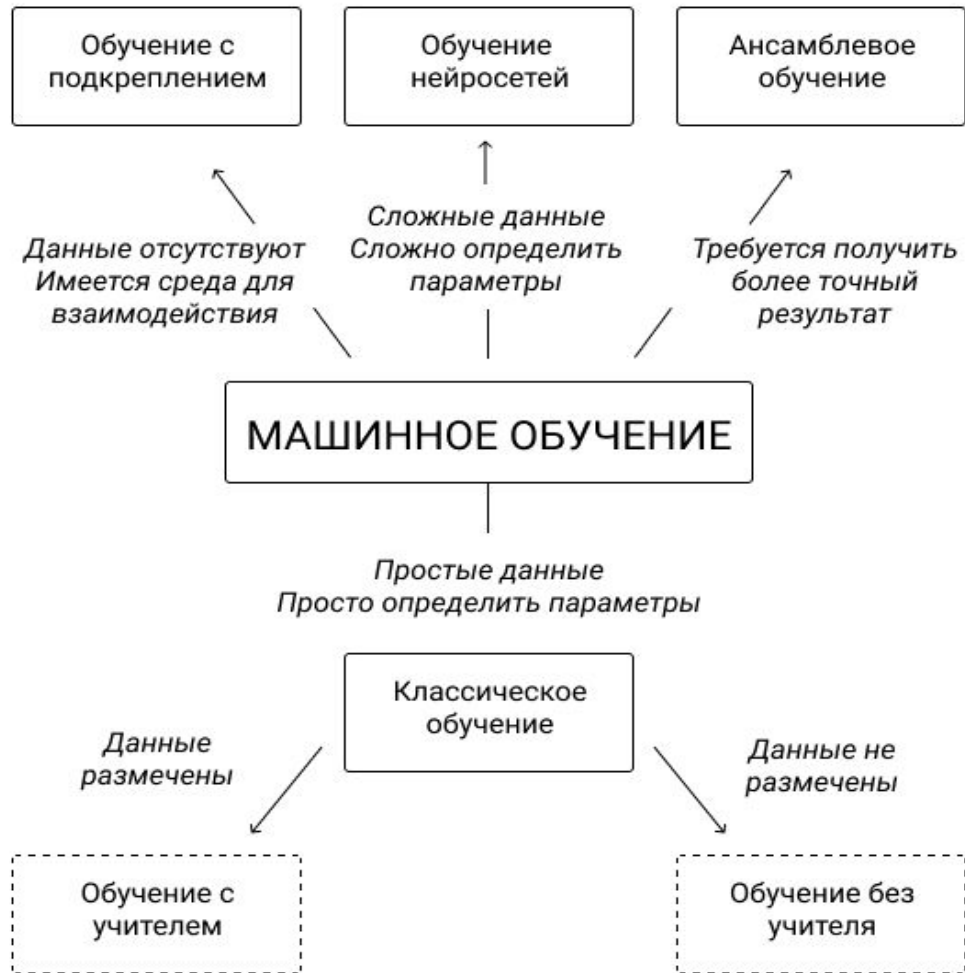 Обучение с
подкреплением
Обучение
нейросетей
Ансамблевое
обучение
Данные отсутствуют
Имеется среда для
взаимодействия
Сложные данные
Сложно определить
параметры
Требуется получить
более точный
результат
МАШИННОЕ ОБУЧЕНИЕ
Простые данные
Просто определить параметры
Классическое
обучение
Данные
размечены
Данные не
размечены
Обучение с
учителем
Обучение без
учителя